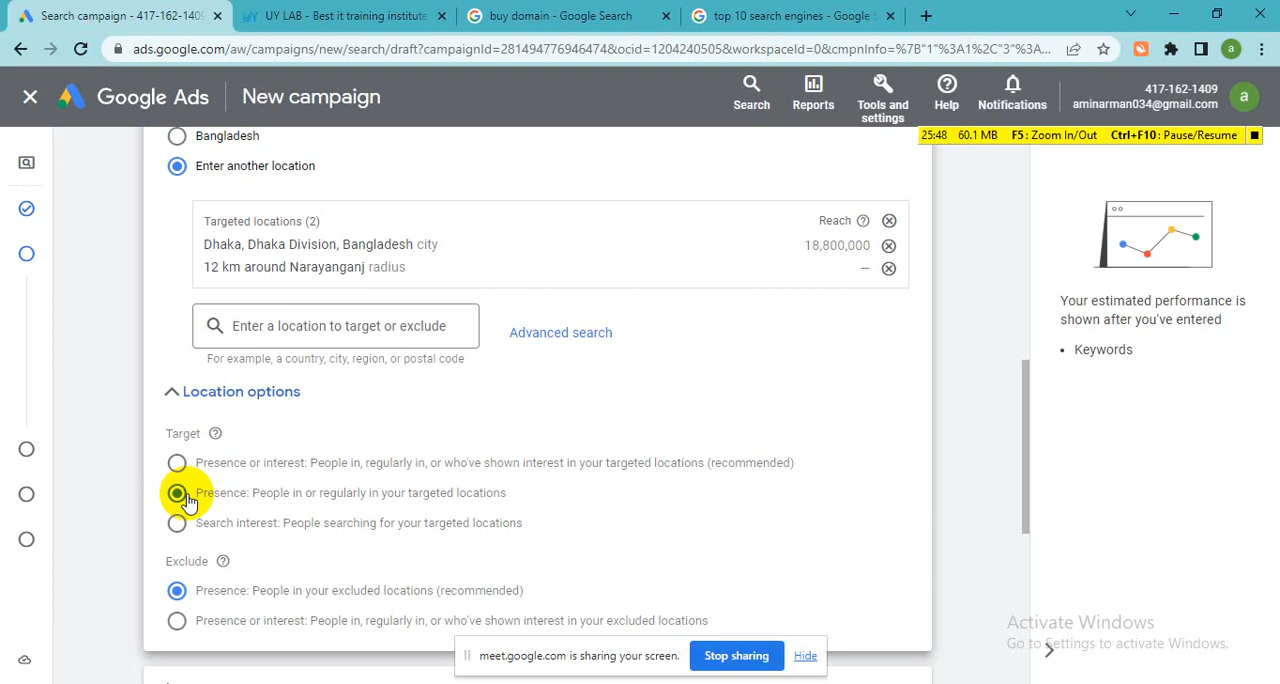 Search campaign - 417-162-1409
UY LAB - Best it training institute
buy domain - Google Search
top 10 search engines - Google S
ads.google.com/aw/campaigns/new/search/draft?campaignId=281494776946474&ocid=1204240505&workspaceId=0&cmpnInfo=%7B"1"%3A1%2C"3"%3A...
a
Google Ads
New campaign
Search
Reports
Tools and settings
Help
Notifications
417-162-1409
aminarman034@gmail.com
a
25:48 60.1 MB F5: Zoom In/Out Ctrl+F10: Pause/Resume
Bangladesh
Enter another location
Targeted locations (2)
Reach
Dhaka, Dhaka Division, Bangladesh city
18,800,000
12 km around Narayanganj radius
–
Enter a location to target or exclude
Advanced search
For example, a country, city, region, or postal code
Location options
Target
Presence or interest: People in, regularly in, or who've shown interest in your targeted locations (recommended)
Presence: People in or regularly in your targeted locations
Search interest: People searching for your targeted locations
Exclude
Presence: People in your excluded locations (recommended)
Presence or interest: People in, regularly in, or who've shown interest in your excluded locations
Your estimated performance is
shown after you've entered
• Keywords
Activate Windows
Go to Settings to activate Windows.
meet.google.com is sharing your screen.
Stop sharing
Hide